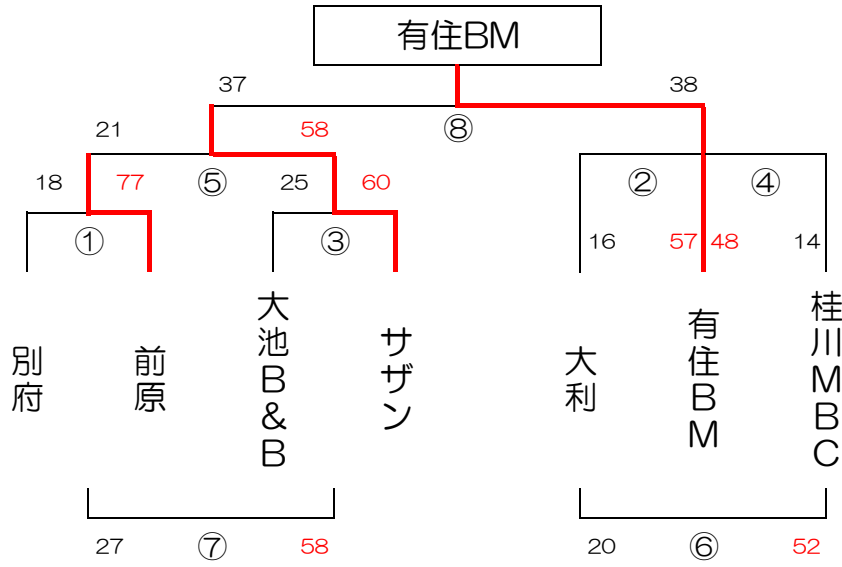 有住BM
37 38
⑧
21 58
18 77 ⑤ 25 60 ② ④
① ③ 16 57 48 14
別府
前原
大池B&B
サザン
大利
有住BM
桂川MBC
27 ⑦ 58 20 ⑥ 52